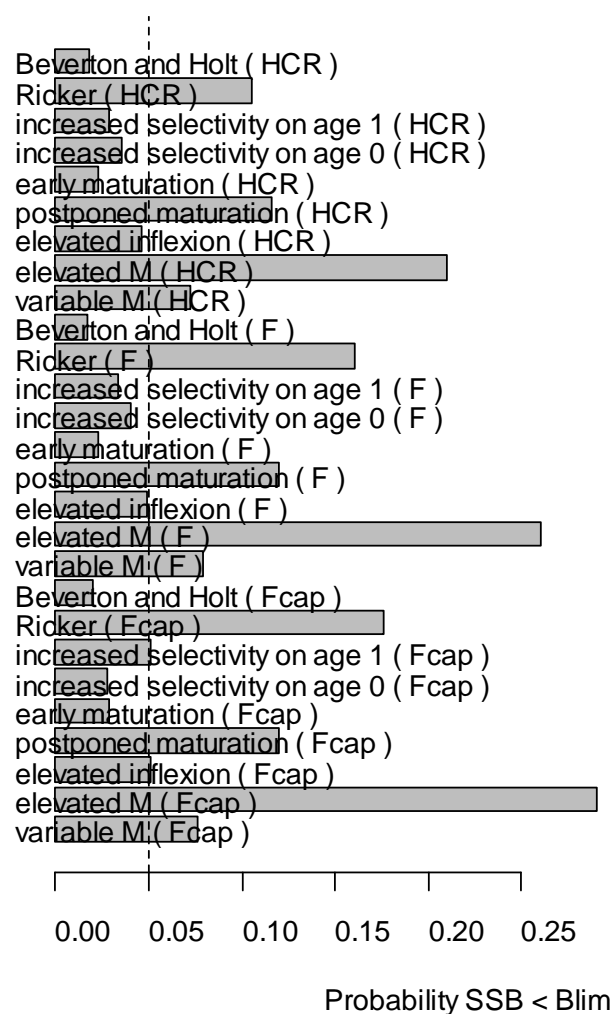 Beverton and Holt ( HCR )
Ricker ( HCR )
increased selectivity on age 1 ( HCR )
increased selectivity on age 0 ( HCR )
early maturation ( HCR )
postponed maturation ( HCR )
elevated inflexion ( HCR )
elevated M ( HCR )
variable M ( HCR )
Beverton and Holt ( F )
Ricker ( F )
increased selectivity on age 1 ( F )
increased selectivity on age 0 ( F )
early maturation ( F )
postponed maturation ( F )
elevated inflexion ( F )
elevated M ( F )
variable M ( F )
Beverton and Holt ( Fcap )
Ricker ( Fcap )
increased selectivity on age 1 ( Fcap )
increased selectivity on age 0 ( Fcap )
early maturation ( Fcap )
postponed maturation ( Fcap )
elevated inflexion ( Fcap )
elevated M ( Fcap )
variable M ( Fcap )
0.00 0.05 0.10 0.15 0.20 0.25
Probability SSB < Blim